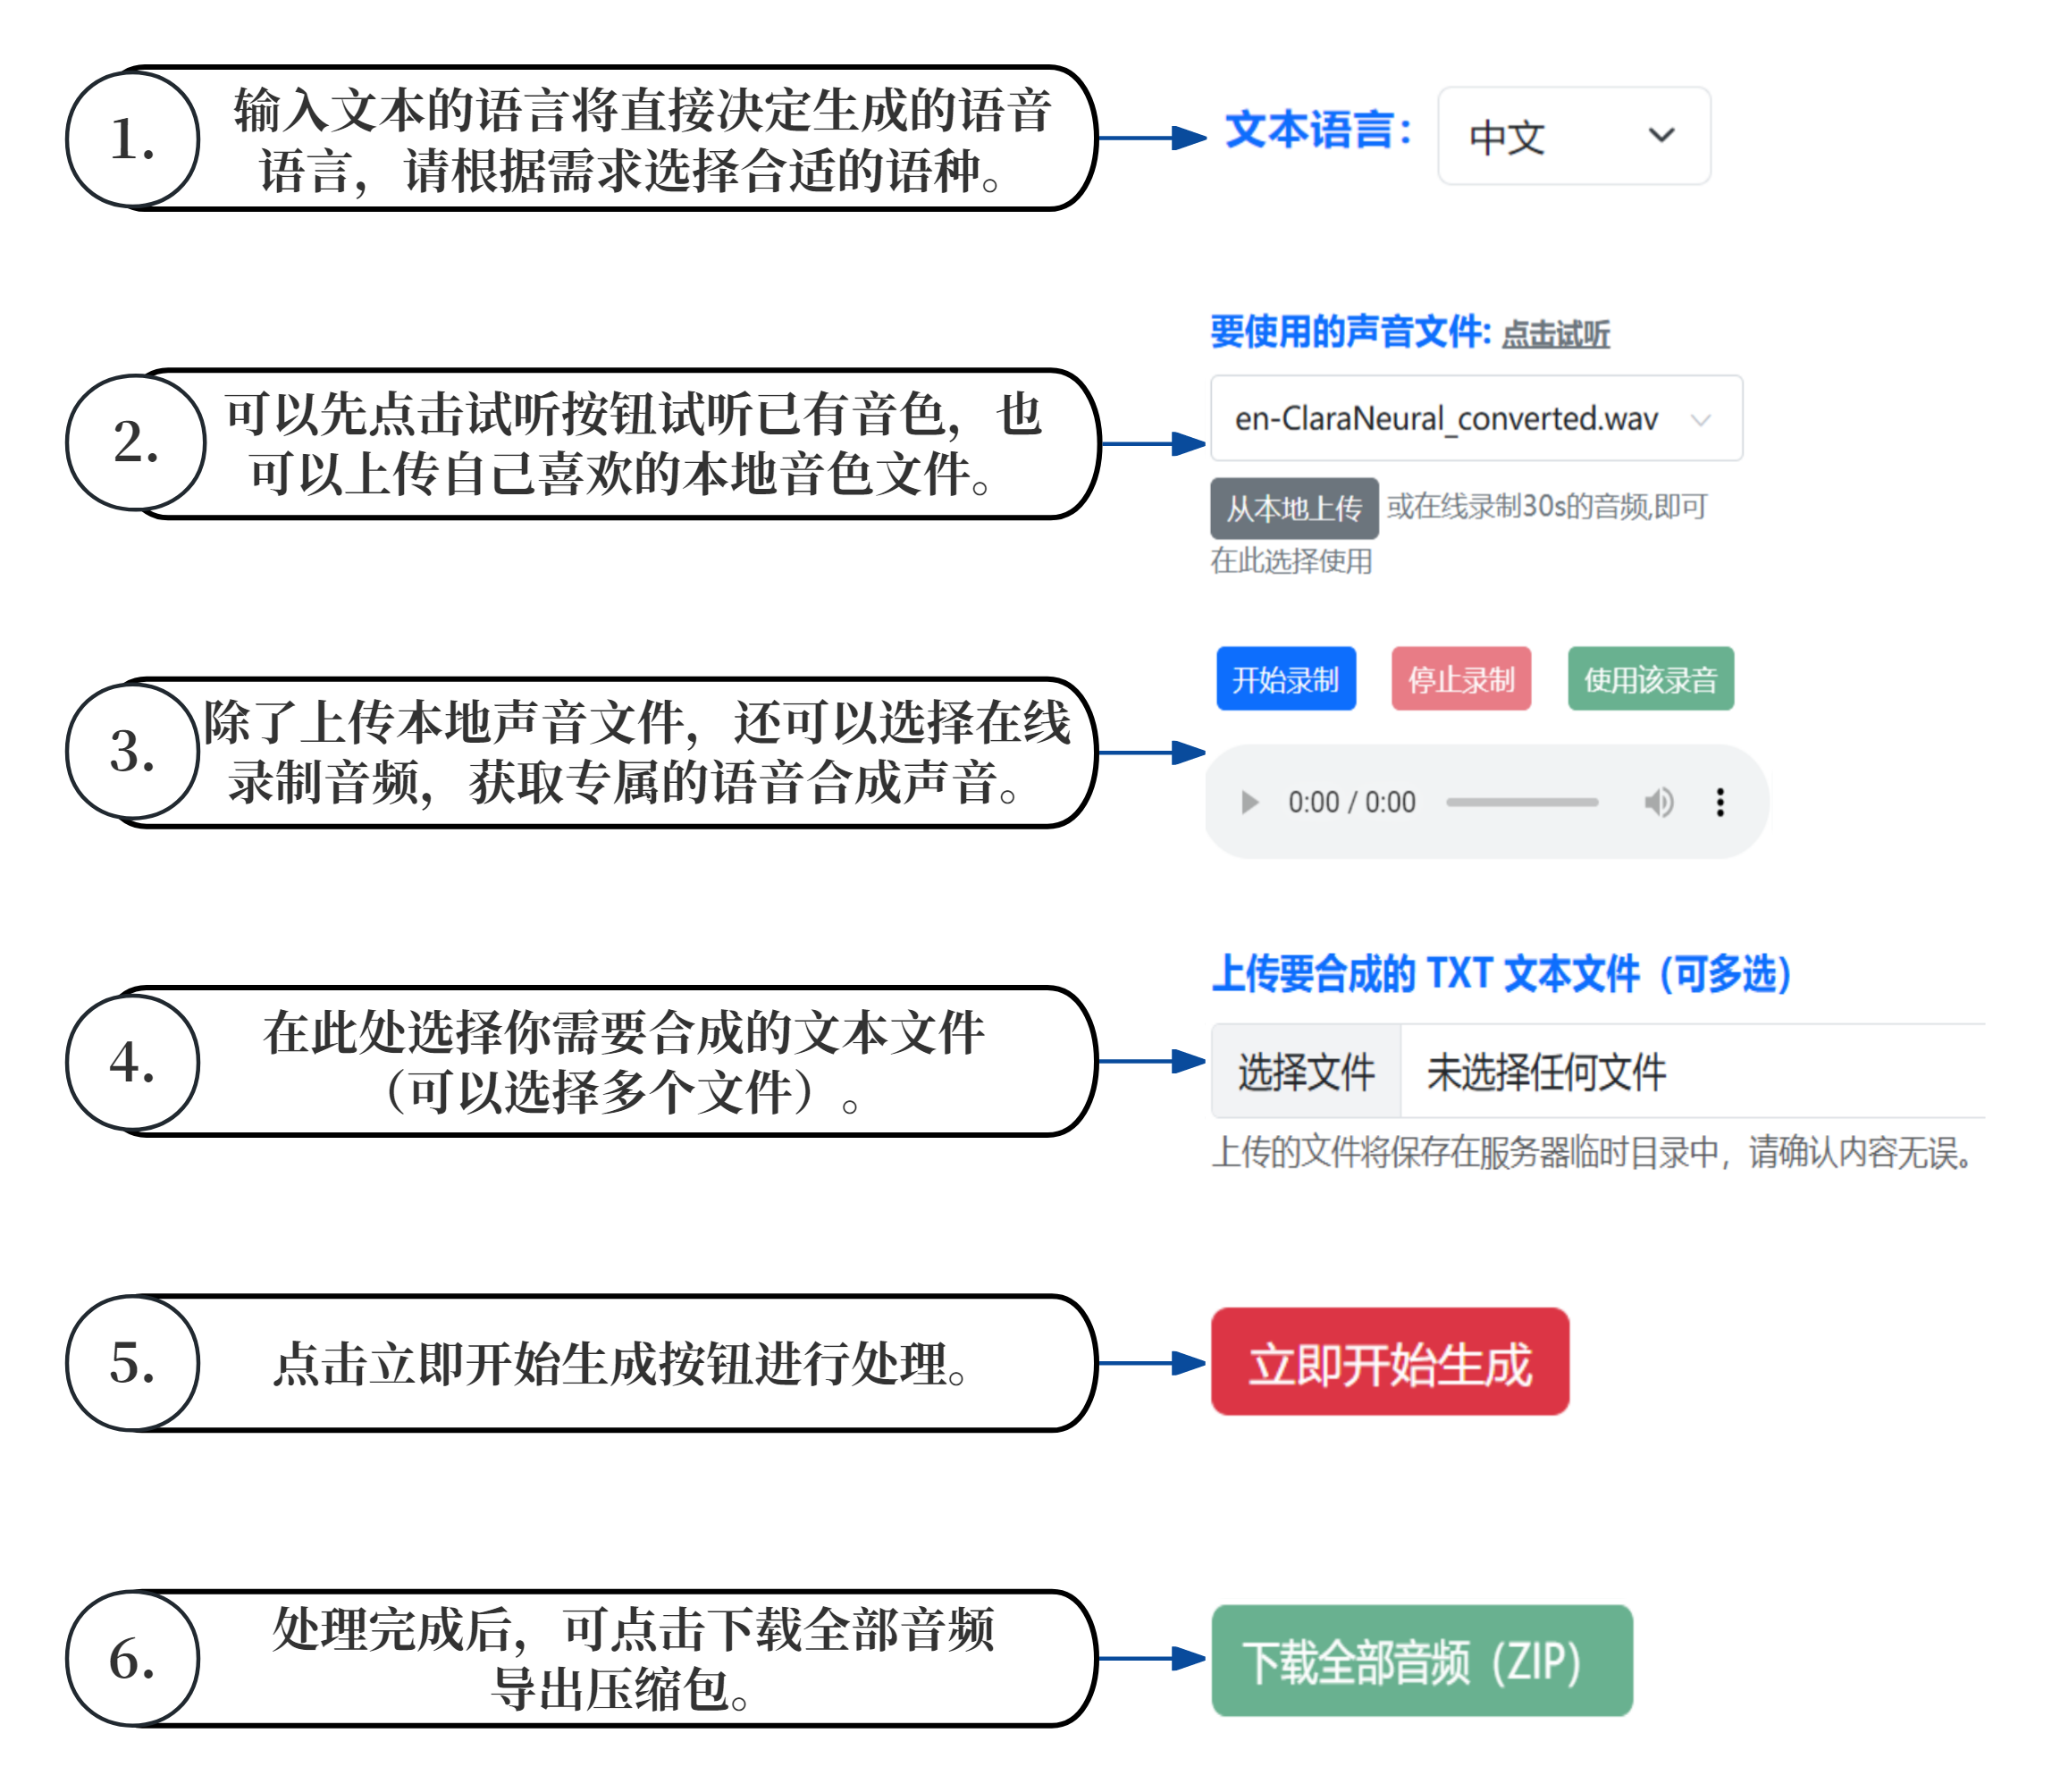 1.
输入文本的语言将直接决定生成的语音
语言，请根据需求选择合适的语种。
文本语言：
中文
2.
可以先点击试听按钮试听已有音色，也
可以上传自己喜欢的本地音色文件。
要使用的声音文件: 点击试听
en-ClaraNeural_converted.wav
从本地上传 或在线录制30s的音频,即可
在此选择使用
3.
除了上传本地声音文件，还可以选择在线
录制音频，获取专属的语音合成声音。
开始录制 停止录制 使用该录音
0:00 / 0:00
4.
在此处选择你需要合成的文本文件
（可以选择多个文件）。
上传要合成的 TXT 文本文件（可多选）
选择文件 未选择任何文件
上传的文件将保存在服务器临时目录中，请确认内容无误。
5.
点击立即开始生成按钮进行处理。
立即开始生成
6.
处理完成后，可点击下载全部音频
导出压缩包。
下载全部音频（ZIP）